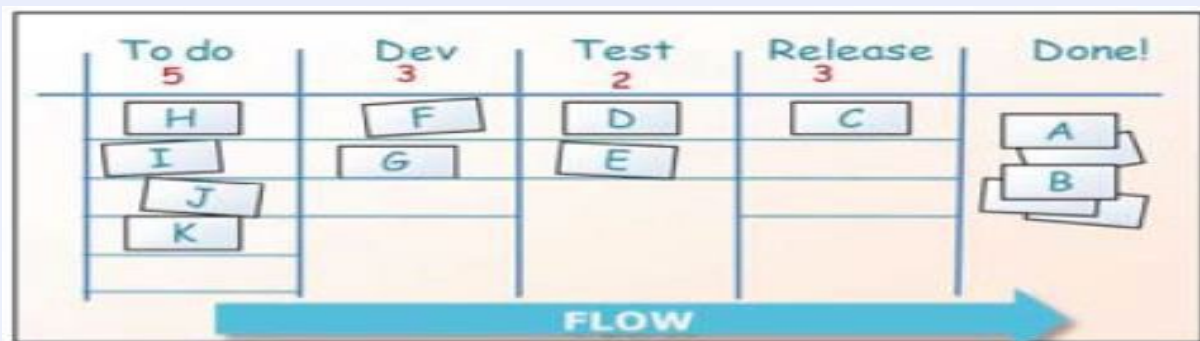 To do Dev Test Release Done!
5 3 2 3
H F D C A
I G E
J B
K
FLOW